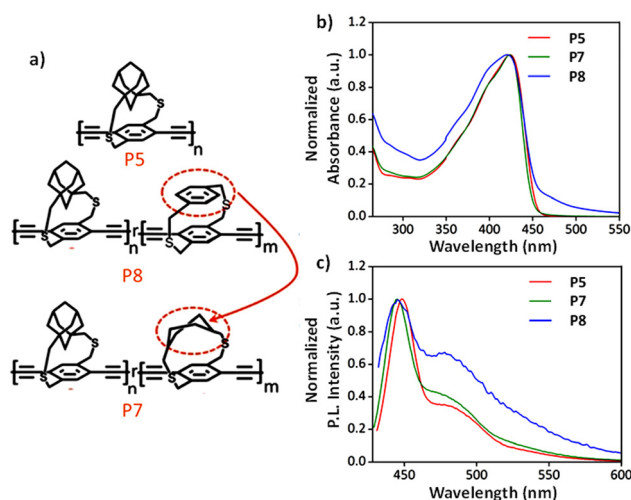 a)
S
S
n
P5
S
S
n
r
S
S
m
P8
S
S
n
r
S
S
m
P7
b)
Normalized
Absorbance (a.u.)
1.0
0.8
0.6
0.4
0.2
0.0
P5
P7
P8
300 350 400 450 500 550
Wavelength (nm)
c)
Normalized
P.L. Intensity (a.u.)
1.2
1.0
0.8
0.6
0.4
0.2
0.0
P5
P7
P8
450 500 550 600
Wavelength (nm)